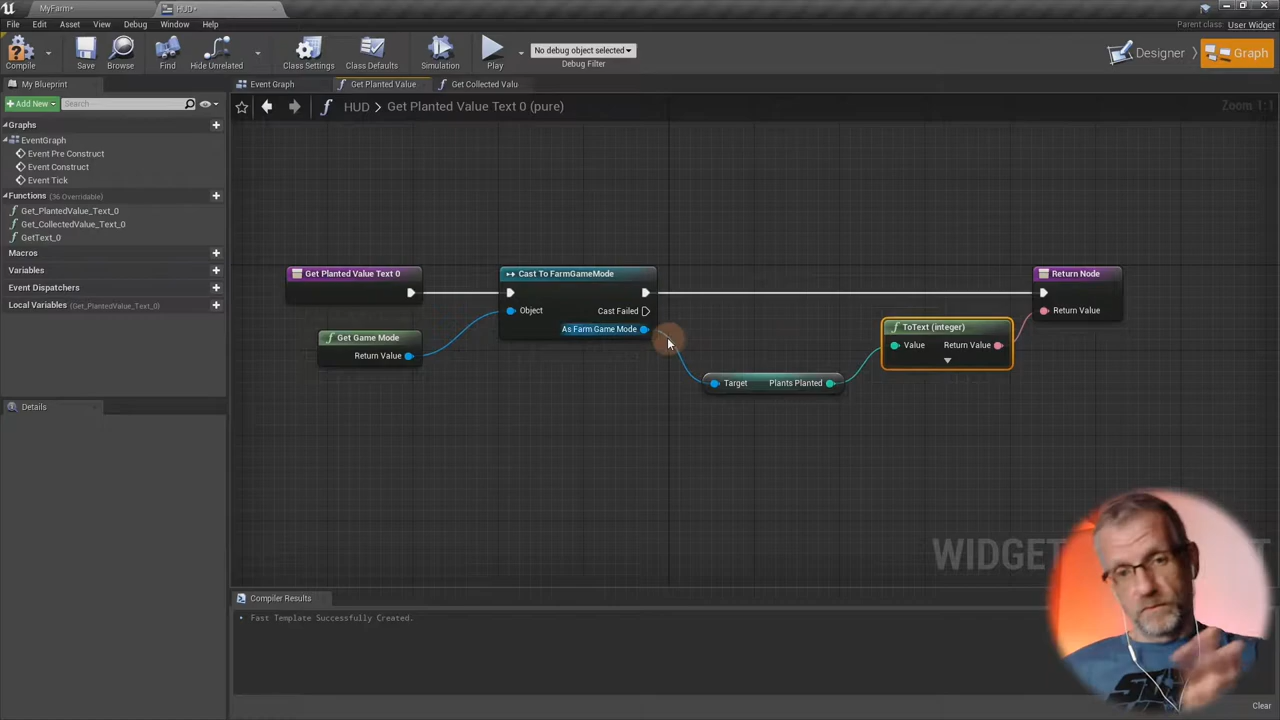 MyFarm*
HUD*
File
Edit
Asset
View
Debug
Window
Help
Parent class: User Widget
Compile
Save
Browse
Find
Hide Unrelated
Class Settings
Class Defaults
Simulation
Play
No debug object selected
Debug Filter
Designer
Graph
My Blueprint
Event Graph
Get Planted Value
Get Collected Valu
Add New
Search
HUD
Get Planted Value Text 0 (pure)
Zoom 1:1
Graphs
EventGraph
Event Pre Construct
Event Construct
Event Tick
Functions (36 Overridable)
Get_PlantedValue_Text_0
Get_CollectedValue_Text_0
GetText_0
Macros
Variables
Event Dispatchers
Local Variables (Get_PlantedValue_Text_0)
Details
Get Planted Value Text 0
Get Game Mode
Return Value
Cast To FarmGameMode
Object
Cast Failed
As Farm Game Mode
Target
Plants Planted
ToText (integer)
Value
Return Value
Return Node
Return Value
WIDGET
Compiler Results
Fast Template Successfully Created.
Clear